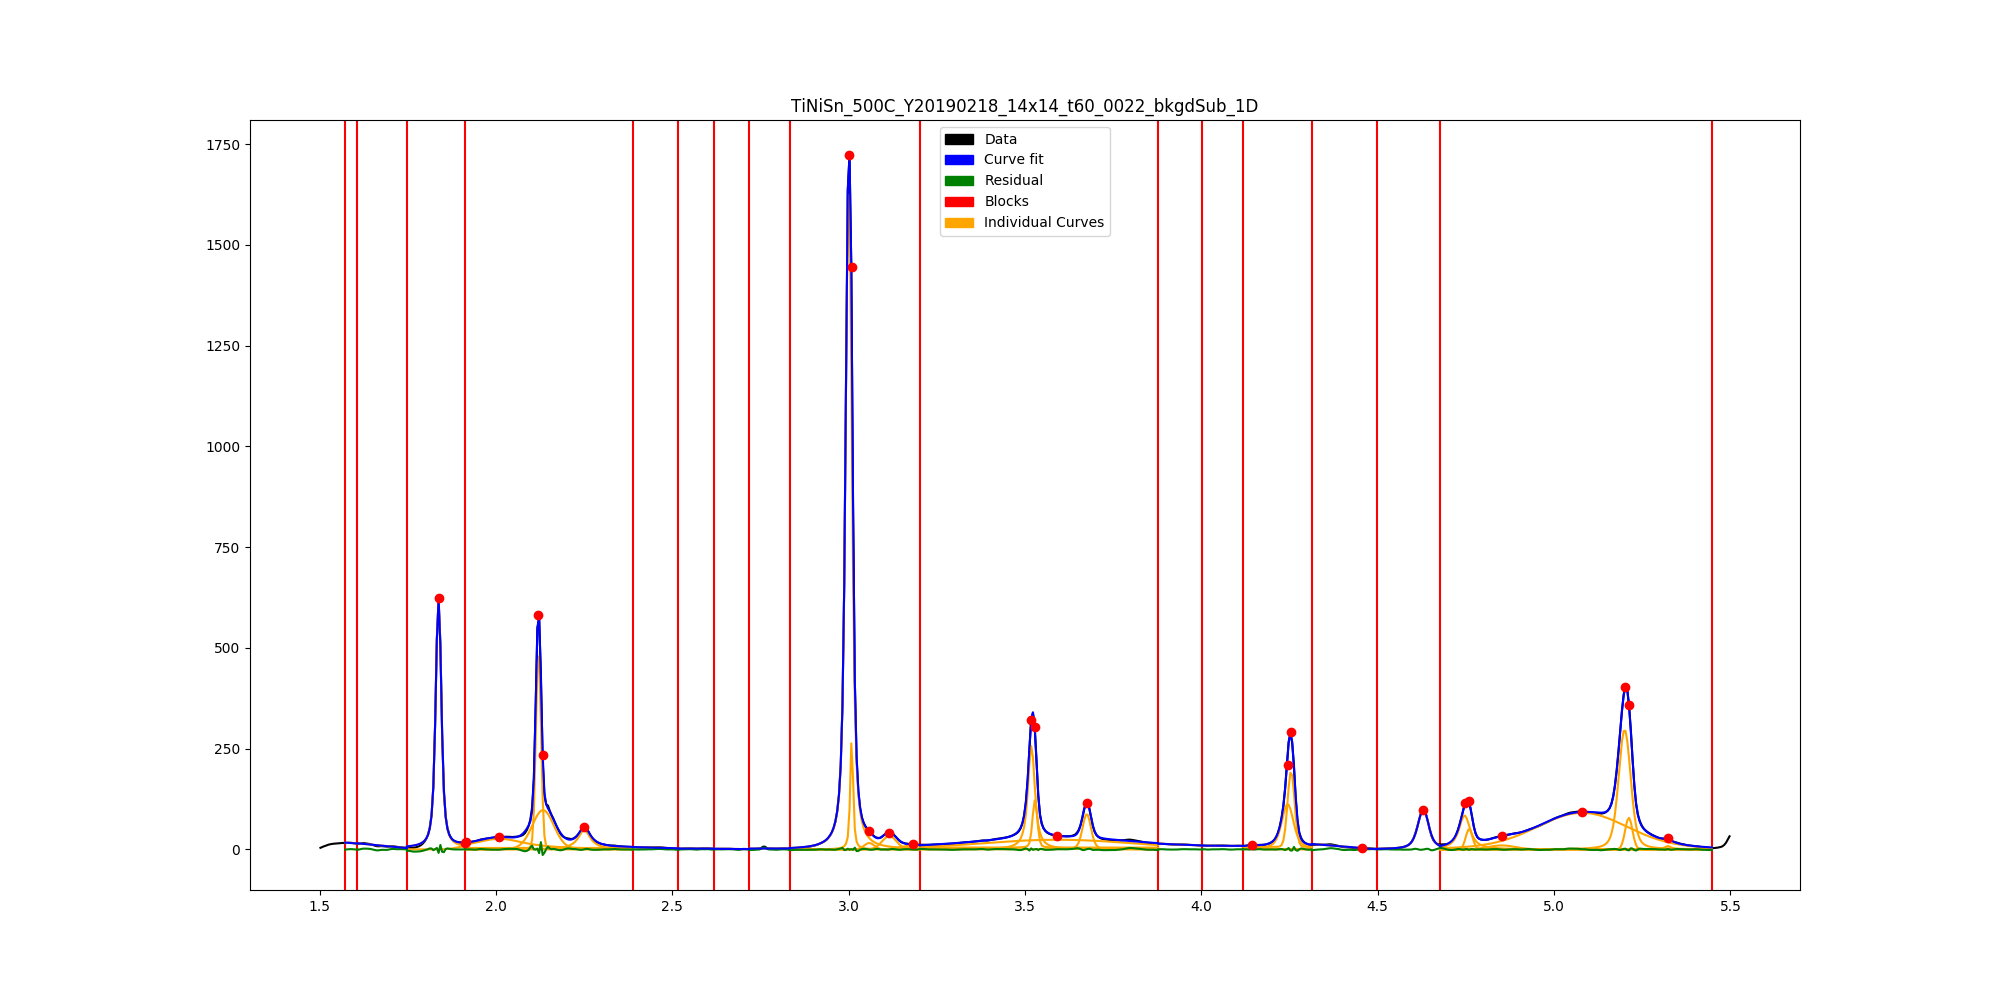 TiNiSn_500C_Y20190218_14x14_t60_0022_bkgdSub_1D
Data
Curve fit
Residual
Blocks
Individual Curves
1750
1500
1250
1000
750
500
250
0
1.5 2.0 2.5 3.0 3.5 4.0 4.5 5.0 5.5